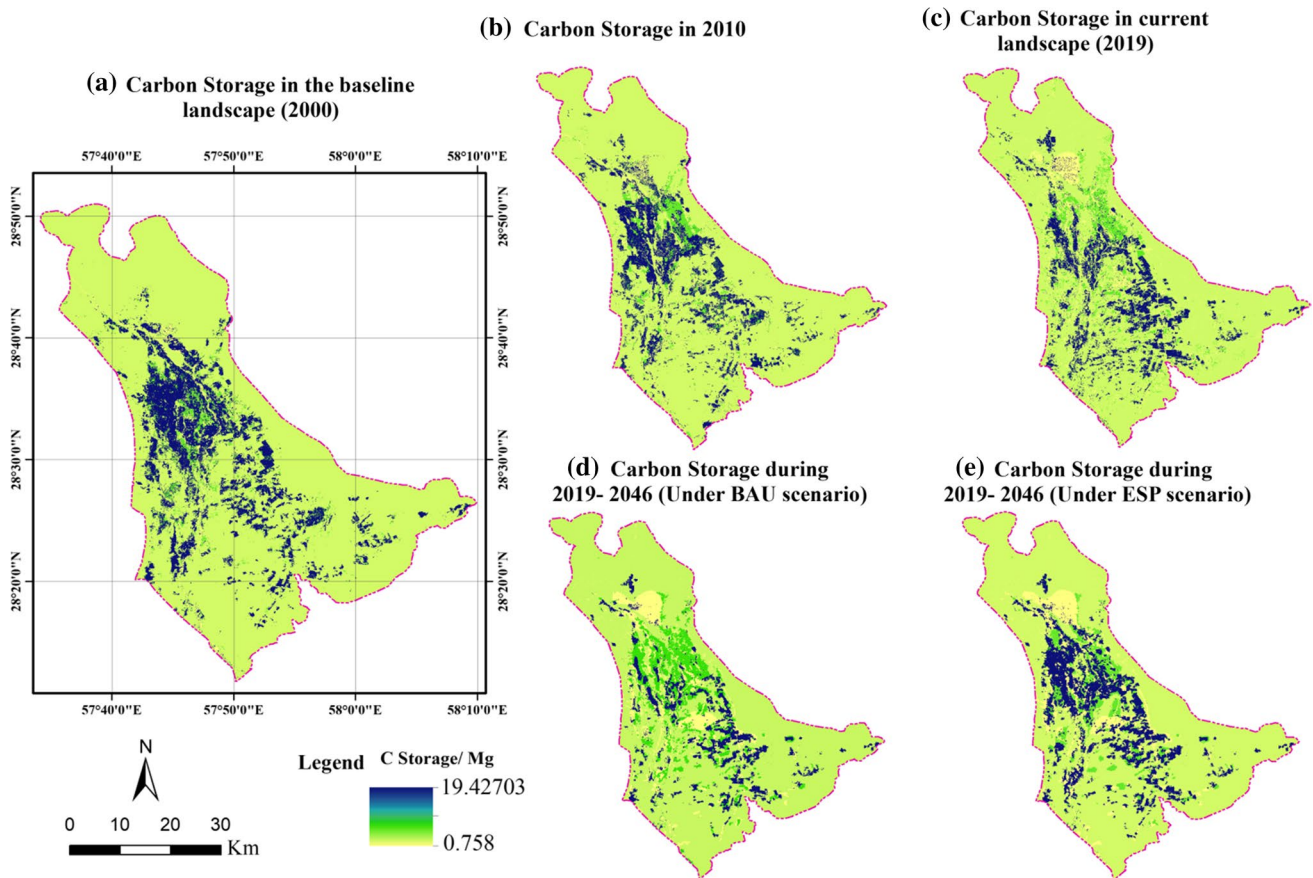 (a) Carbon Storage in the baseline
landscape (2000)
(b) Carbon Storage in 2010
(c) Carbon Storage in current
landscape (2019)
57°40'0"E 57°50'0"E 58°0'0"E 58°10'0"E
28°50'0"N 28°50'0"N
28°40'0"N 28°40'0"N
28°30'0"N 28°30'0"N
28°20'0"N 28°20'0"N
57°40'0"E 57°50'0"E 58°0'0"E 58°10'0"E
(d) Carbon Storage during
2019- 2046 (Under BAU scenario)
(e) Carbon Storage during
2019- 2046 (Under ESP scenario)
N
0 10 20 30
Km
Legend C Storage/ Mg
19.42703
0.758